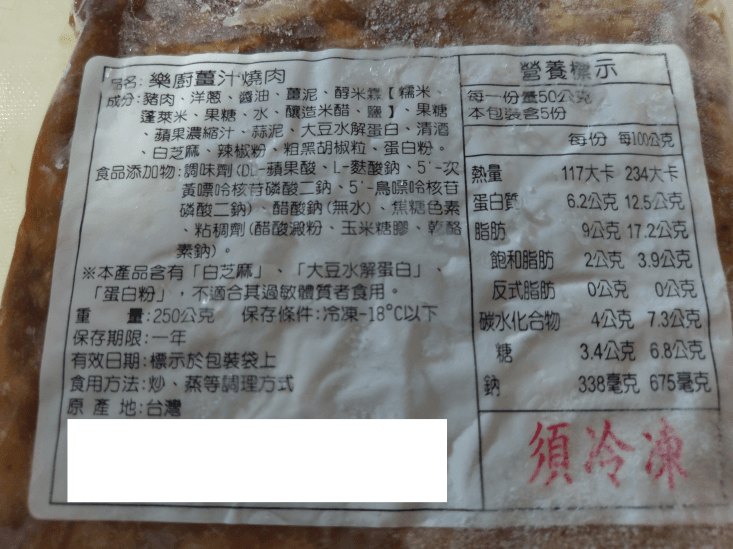 品名: 樂廚薑汁燒肉
成分:豬肉、洋蔥、醬油、薑泥、醇米霖【糯米、
蓬萊米、果糖、水、釀造米醋、鹽】、果糖
、蘋果濃縮汁、蒜泥、大豆水解蛋白、清酒
、白芝麻、辣椒粉、粗黑胡椒粒、蛋白粉。
食品添加物:調味劑(DL-蘋果酸、L-麩酸鈉、5'-次
黃嘌呤核苷磷酸二鈉、5'-鳥嘌呤核苷
磷酸二鈉)、醋酸鈉(無水)、焦糖色素
、粘稠劑(醋酸澱粉、玉米糖膠、乾酪
素鈉)。
※本產品含有「白芝麻」、「大豆水解蛋白」、
「蛋白粉」,不適合其過敏體質者食用。
重 量:250公克 保存條件:冷凍-18°C以下
保存期限:一年
有效日期:標示於包裝袋上
食用方法:炒、蒸等調理方式
原 產 地:台灣
營養標示
每一份量50公克
本包裝含5份
每份 每100公克
熱量 117大卡 234大卡
蛋白質 6.2公克 12.5公克
脂肪 9公克 17.2公克
飽和脂肪 2公克 3.9公克
反式脂肪 0公克 0公克
碳水化合物 4公克 7.3公克
糖 3.4公克 6.8公克
鈉 338毫克 675毫克
須冷凍